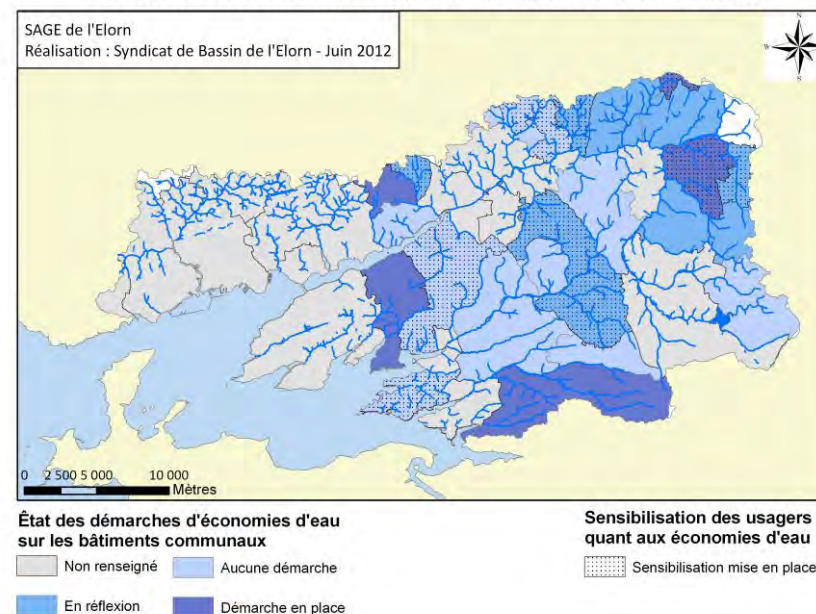 SAGE de l'Elorn
Réalisation : Syndicat de Bassin de l'Elorn - Juin 2012
N
W
E
S
0 2 500 5 000 10 000
Mètres
État des démarches d'économies d'eau
sur les bâtiments communaux
Non renseigné
Aucune démarche
En réflexion
Démarche en place
Sensibilisation des usagers
quant aux économies d'eau
Sensibilisation mise en place